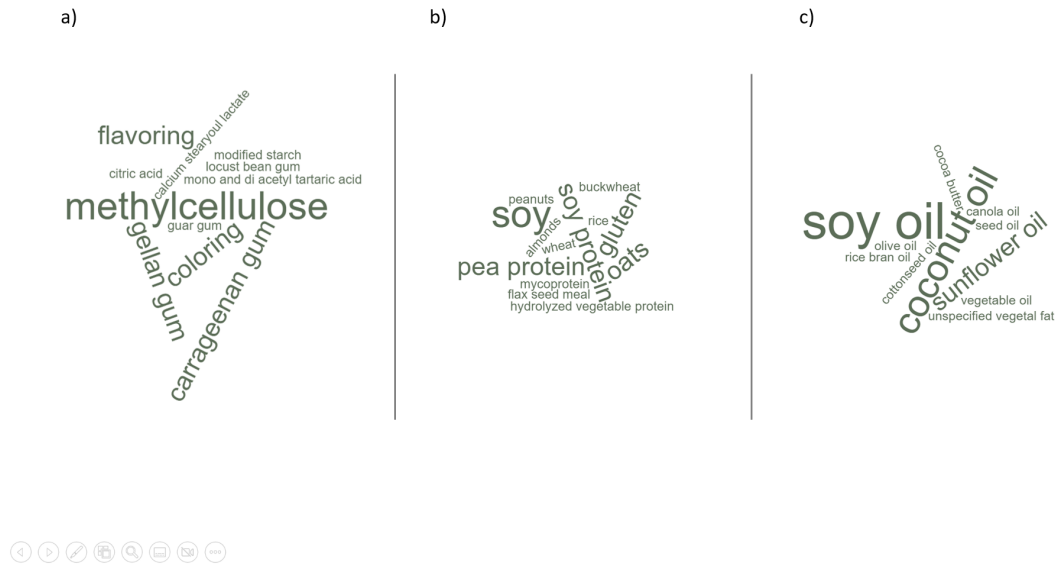 a)
flavoring
calcium stearyoul lactate
modified starch
locust bean gum
citric acid
mono and di acetyl tartaric acid
methylcellulose
guar gum
gellan gum
coloring
carrageenan gum
b)
buckwheat
peanuts
soy
soy protein
rice
gluten
almonds
wheat
oats
pea protein
mycoprotein
flax seed meal
hydrolyzed vegetable protein
c)
cocoa butter
coconut oil
soy oil
canola oil
seed oil
olive oil
rice bran oil
cottonseed oil
sunflower oil
vegetable oil
unspecified vegetal fat